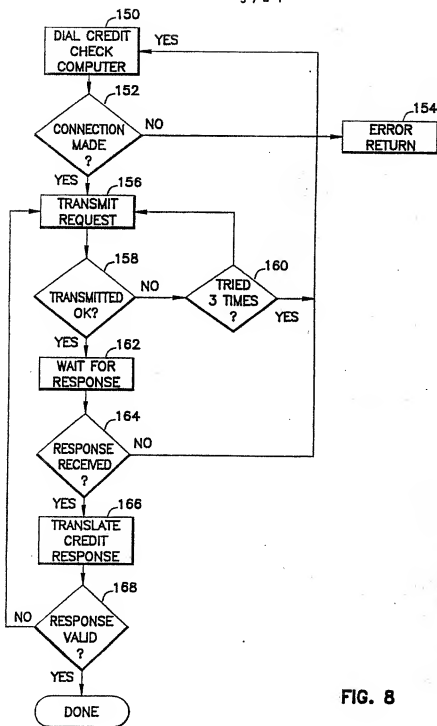 150
DIAL CREDIT
CHECK
COMPUTER
YES
152
CONNECTION
MADE
?
NO
154
ERROR
RETURN
YES
156
TRANSMIT
REQUEST
158
TRANSMITTED
OK?
NO
160
TRIED
3 TIMES
?
YES
YES
162
WAIT FOR
RESPONSE
164
RESPONSE
RECEIVED
?
NO
YES
166
TRANSLATE
CREDIT
RESPONSE
168
NO
RESPONSE
VALID
?
YES
DONE
FIG. 8